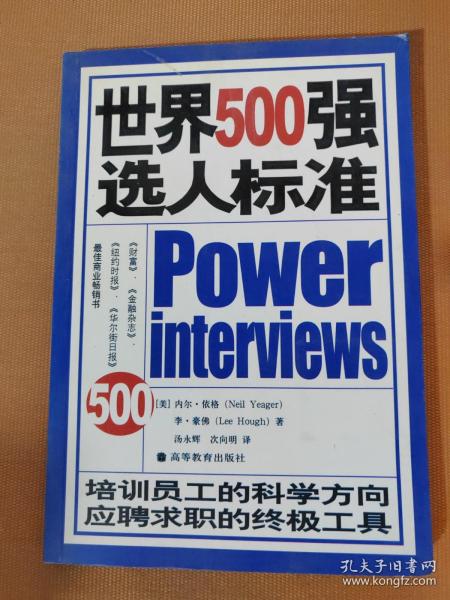 世界500强
选人标准
《财富》·《金融杂志》·
《纽约时报》·《华尔街日报》
最佳商业畅销书
Power
interviews
500
[美] 内尔·依格 (Neil Yeager)
李·豪佛 (Lee Hough) 著
汤永辉 次向明 译
高等教育出版社
培训员工的科学方向
应聘求职的终极工具
孔夫子旧书网
www.kongfz.com